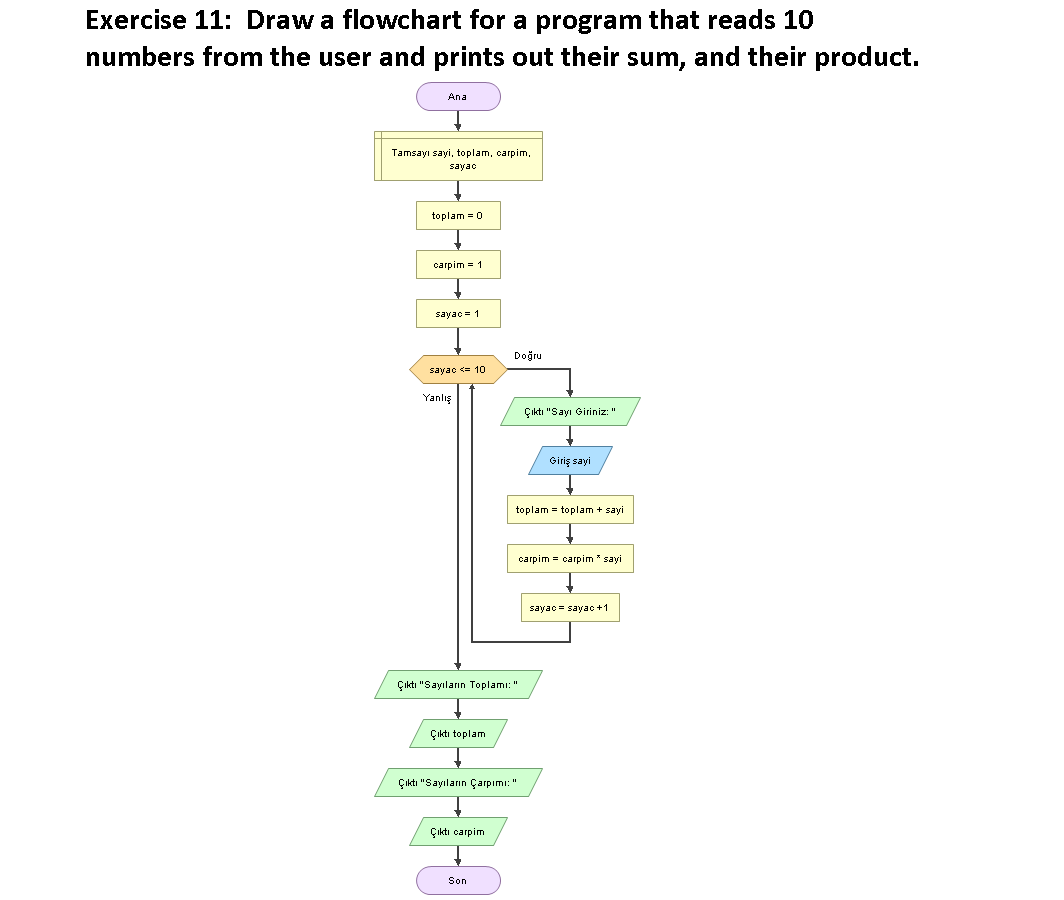 Exercise 11:  Draw a flowchart for a program that reads 10
numbers from the user and prints out their sum, and their product.
Ana
Tamsayı sayi, toplam, carpim,
sayac
toplam = 0
carpim = 1
sayac = 1
sayac <= 10
Doğru
Yanlış
Çıktı "Sayı Giriniz: "
Giriş sayi
toplam = toplam + sayi
carpim = carpim * sayi
sayac = sayac +1
Çıktı "Sayıların Toplamı: "
Çıktı toplam
Çıktı "Sayıların Çarpımı: "
Çıktı carpim
Son